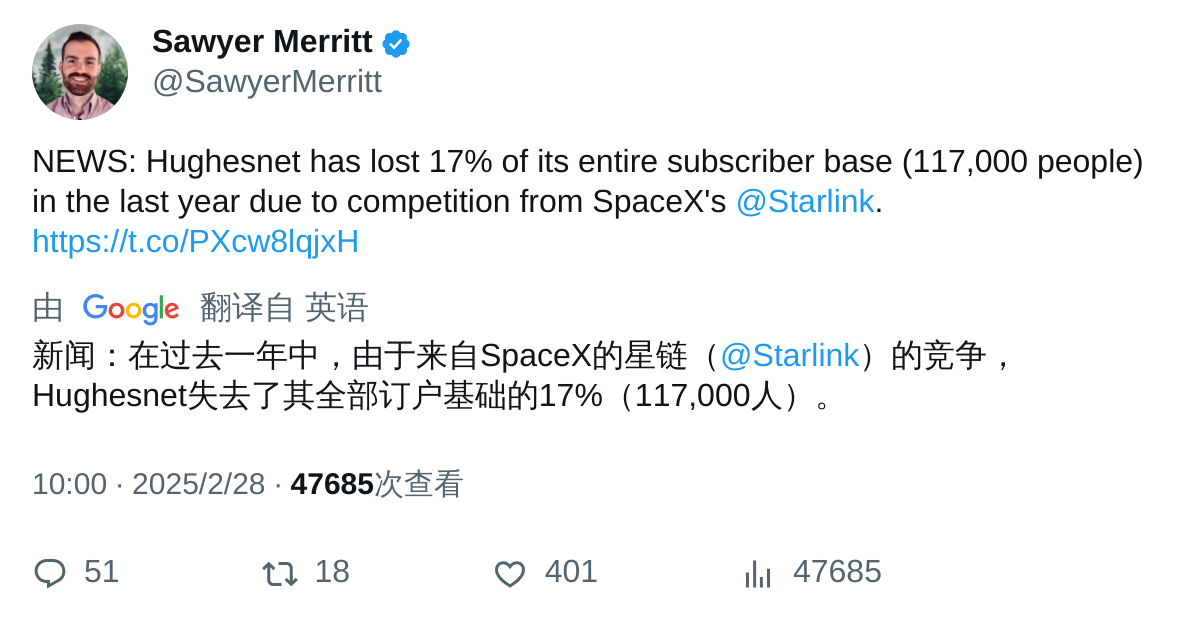 Sawyer Merritt
@SawyerMerritt
NEWS: Hughesnet has lost 17% of its entire subscriber base (117,000 people)
in the last year due to competition from SpaceX's @Starlink.
https://t.co/PXcw8lqjxH
由 Google 翻译自 英语
新闻：在过去一年中，由于来自SpaceX的星链（@Starlink）的竞争，
Hughesnet失去了其全部订户基础的17%（117,000人）。
10:00 · 2025/2/28 · 47685次查看
51 18 401 47685